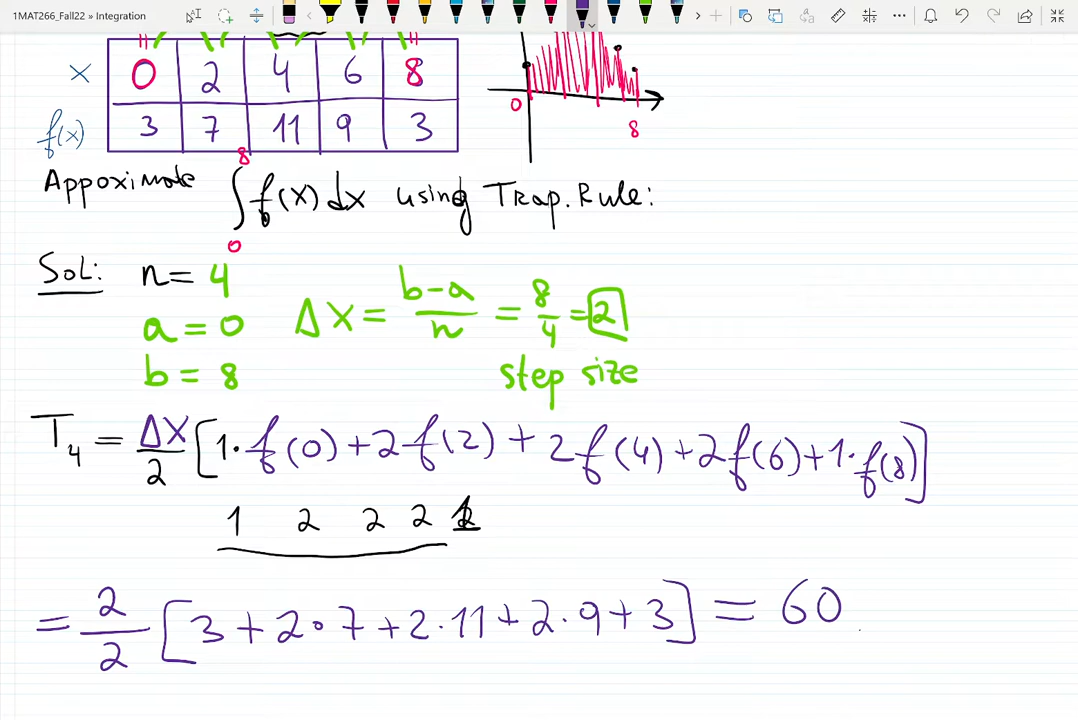 1MAT266_Fall22 » Integration
x 0 2 4 6 8
f(x) 3 7 11 9 3
0 8
Appoximate ∫₀⁸ f(x) dx using Trap. Rule:
Sol: n = 4
a = 0 Δx = (b-a)/n = 8/4 = 2
b = 8 step size
T₄ = Δx/2 [1·f(0)+2f(2)+2f(4)+2f(6)+1·f(8)]
1 2 2 2 1
= 2/2 [3+2·7+2·11+2·9+3] = 60